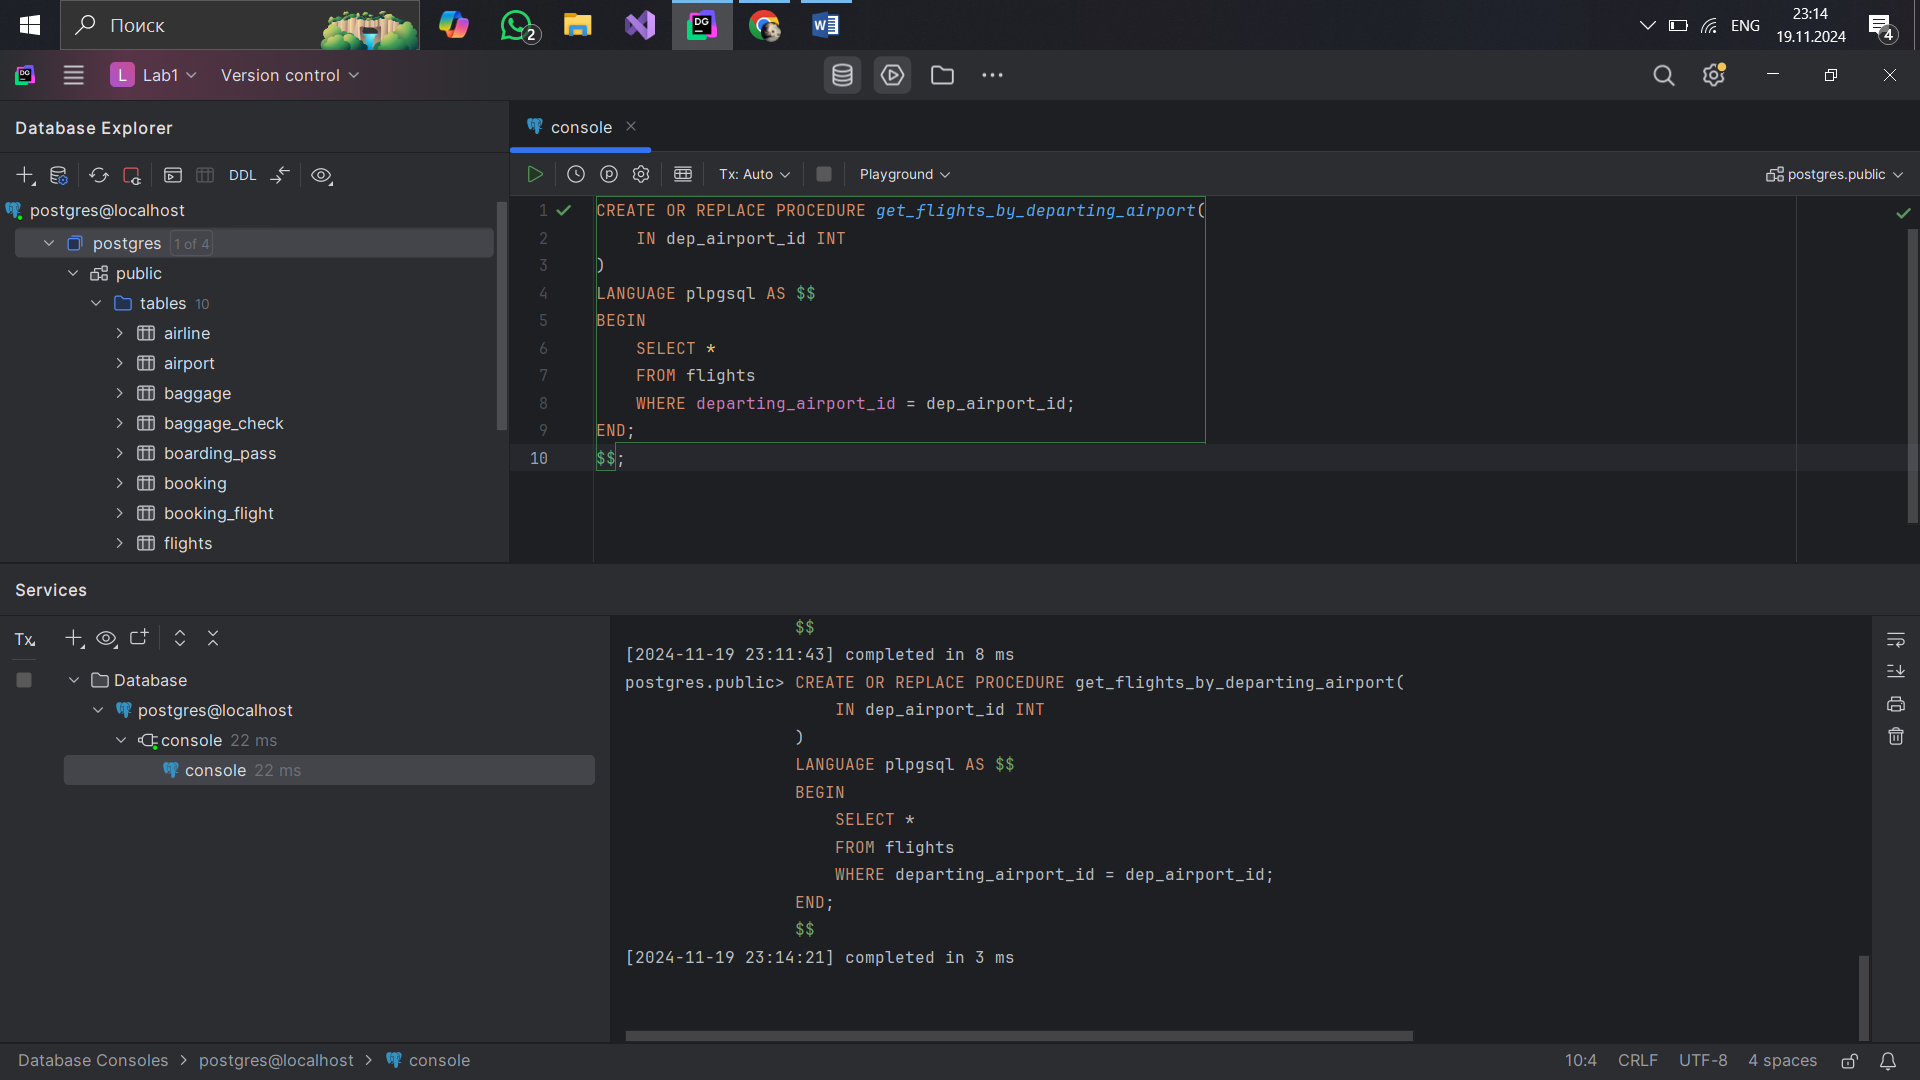 Поиск
2
ENG
23:14
19.11.2024
4
L Lab1
Version control
Database Explorer
console
DDL
Tx: Auto
Playground
postgres.public
postgres@localhost
postgres 1 of 4
public
tables 10
airline
airport
baggage
baggage_check
boarding_pass
booking
booking_flight
flights
1 CREATE OR REPLACE PROCEDURE get_flights_by_departing_airport(
2 IN dep_airport_id INT
3 )
4 LANGUAGE plpgsql AS $$
5 BEGIN
6 SELECT *
7 FROM flights
8 WHERE departing_airport_id = dep_airport_id;
9 END;
10 $$;
Services
Tx
Database
postgres@localhost
console 22 ms
console 22 ms
$$
[2024-11-19 23:11:43] completed in 8 ms
postgres.public> CREATE OR REPLACE PROCEDURE get_flights_by_departing_airport(
IN dep_airport_id INT
)
LANGUAGE plpgsql AS $$
BEGIN
SELECT *
FROM flights
WHERE departing_airport_id = dep_airport_id;
END;
$$
[2024-11-19 23:14:21] completed in 3 ms
Database Consoles > postgres@localhost > console
10:4 CRLF UTF-8 4 spaces